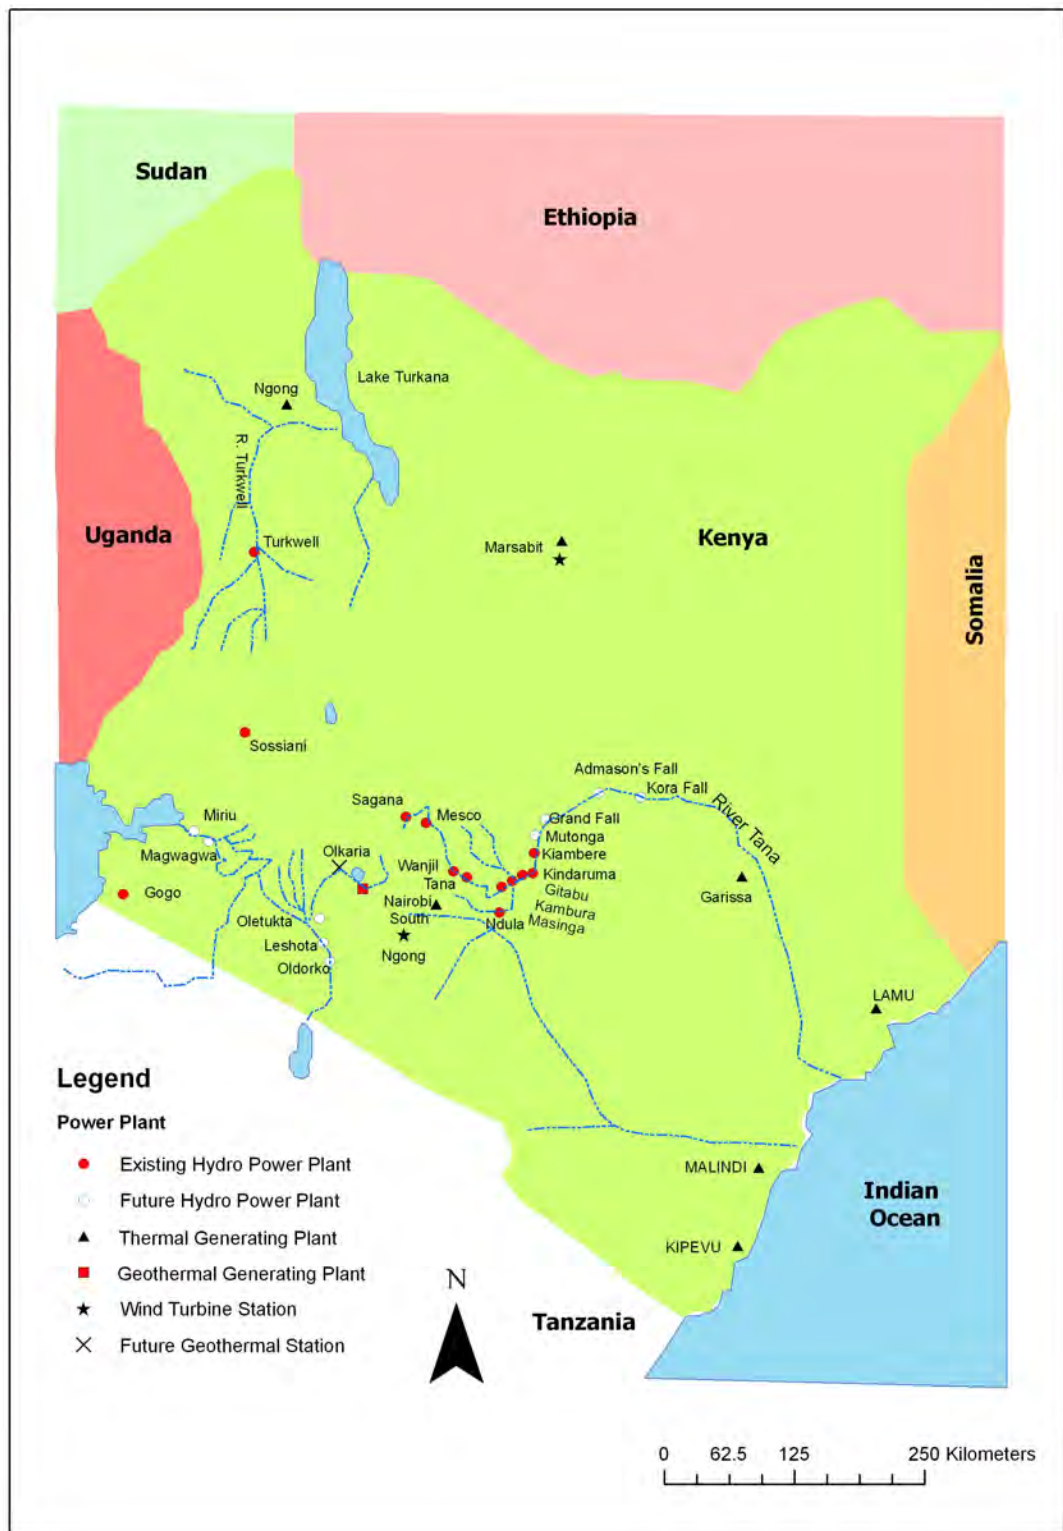 Sudan
Ethiopia
Lake Turkana
Ngong
R. Turkwell
Uganda
Turkwell
Marsabit
Kenya
Somalia
Sossiani
Admason's Fall
Kora Fall
Sagana
Mesco
Grand Fall
River Tana
Miriu
Mutonga
Magwagwa
Olkaria
Kiambere
Wanjil
Kindaruma
Tana
Gitabu
Gogo
Nairobi
South
Kambura
Garissa
Oletukta
Ndula
Masinga
Leshota
Ngong
Oldorko
LAMU
Legend
Power Plant
Existing Hydro Power Plant
Future Hydro Power Plant
Thermal Generating Plant
Geothermal Generating Plant
Wind Turbine Station
Future Geothermal Station
MALINDI
Indian
Ocean
KIPEVU
N
Tanzania
0 62.5 125 250 Kilometers